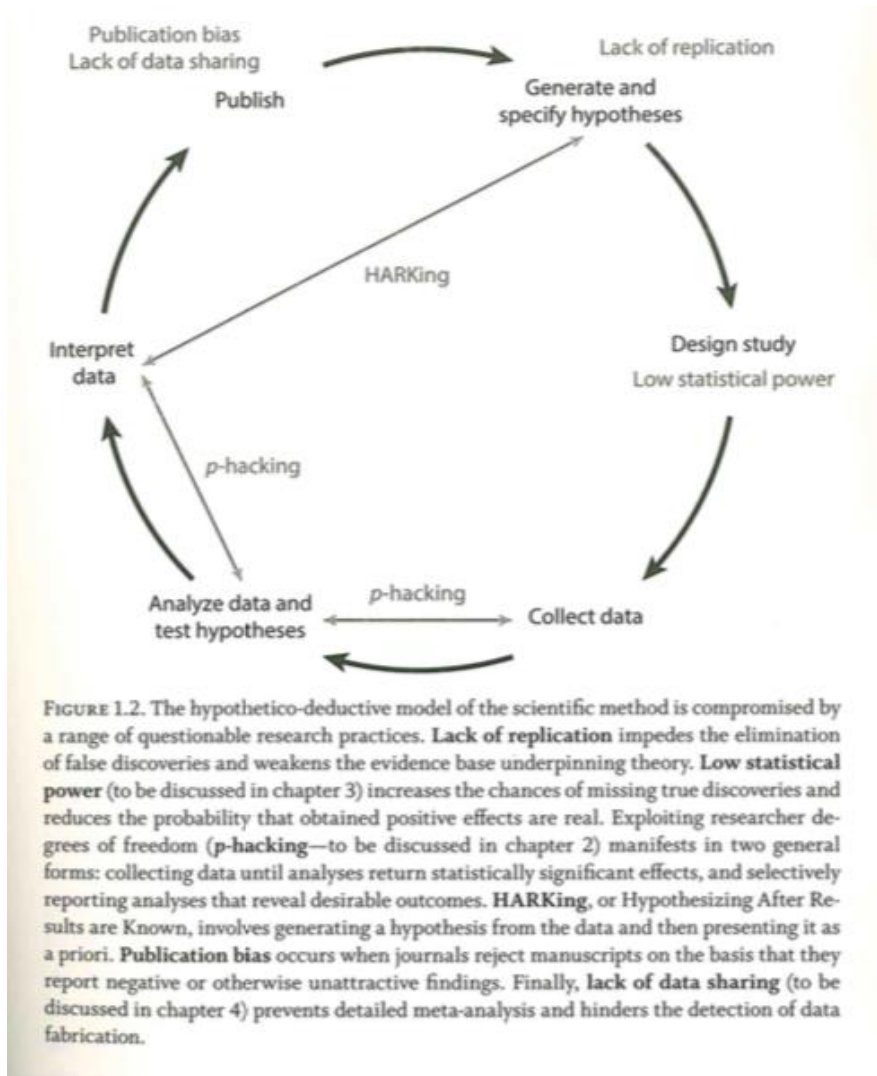 Publication bias
Lack of data sharing
Publish
Lack of replication
Generate and
specify hypotheses
HARKing
Interpret
data
Design study
Low statistical power
p-hacking
Analyze data and
test hypotheses
p-hacking
Collect data
FIGURE 1.2. The hypothetico-deductive model of the scientific method is compromised by
a range of questionable research practices. Lack of replication impedes the elimination
of false discoveries and weakens the evidence base underpinning theory. Low statistical
power (to be discussed in chapter 3) increases the chances of missing true discoveries and
reduces the probability that obtained positive effects are real. Exploiting researcher de-
grees of freedom (p-hacking—to be discussed in chapter 2) manifests in two general
forms: collecting data until analyses return statistically significant effects, and selectively
reporting analyses that reveal desirable outcomes. HARKing, or Hypothesizing After Re-
sults are Known, involves generating a hypothesis from the data and then presenting it as
a priori. Publication bias occurs when journals reject manuscripts on the basis that they
report negative or otherwise unattractive findings. Finally, lack of data sharing (to be
discussed in chapter 4) prevents detailed meta-analysis and hinders the detection of data
fabrication.